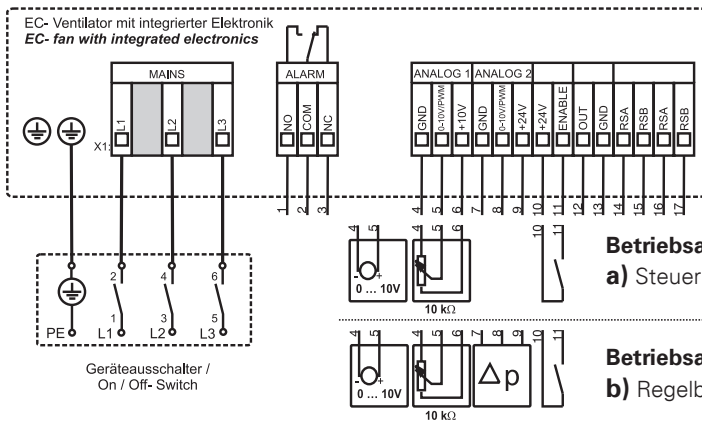 EC- Ventilator mit integrierter Elektronik
EC- fan with integrated electronics
MAINS
ALARM
ANALOG 1
ANALOG 2
X1:
L1
L2
L3
NO
COM
NC
GND
0-10V/PWM
+10V
GND
0-10V/PWM
+24V
+24V
ENABLE
OUT
GND
RSA
RSB
RSA
RSB
1
2
3
4
5
6
7
8
9
10
11
12
13
14
15
16
17
2
4
6
1
3
5
PE
L1
L2
L3
Geräteausschalter /
On / Off- Switch
4
5
4
5
6
10
11
- +
0 ... 10V
10 kΩ
Betriebsa
a) Steuer
4
5
4
5
6
7
8
9
10
11
- +
0 ... 10V
Δp
10 kΩ
Betriebsa
b) Regelb